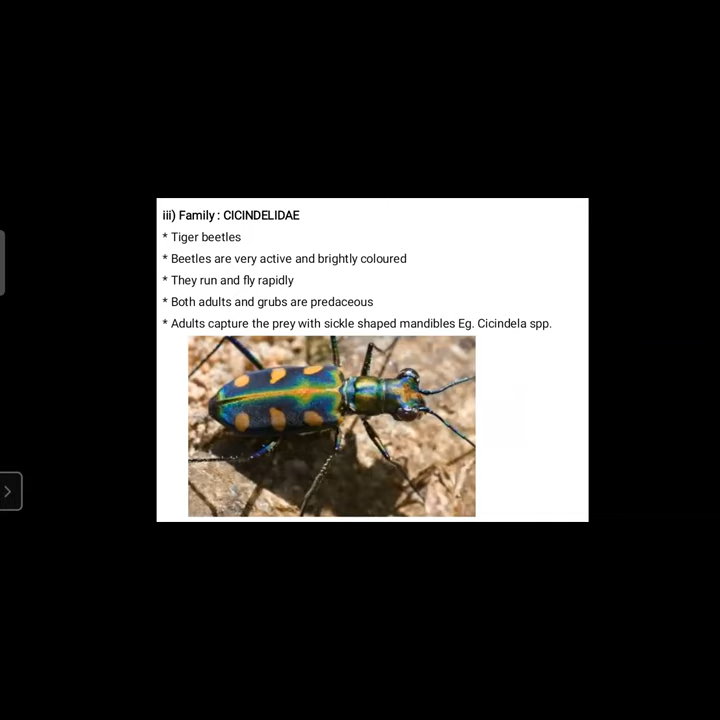 iii) Family : CICINDELIDAE
* Tiger beetles
* Beetles are very active and brightly coloured
* They run and fly rapidly
* Both adults and grubs are predaceous
* Adults capture the prey with sickle shaped mandibles Eg. Cicindela spp.